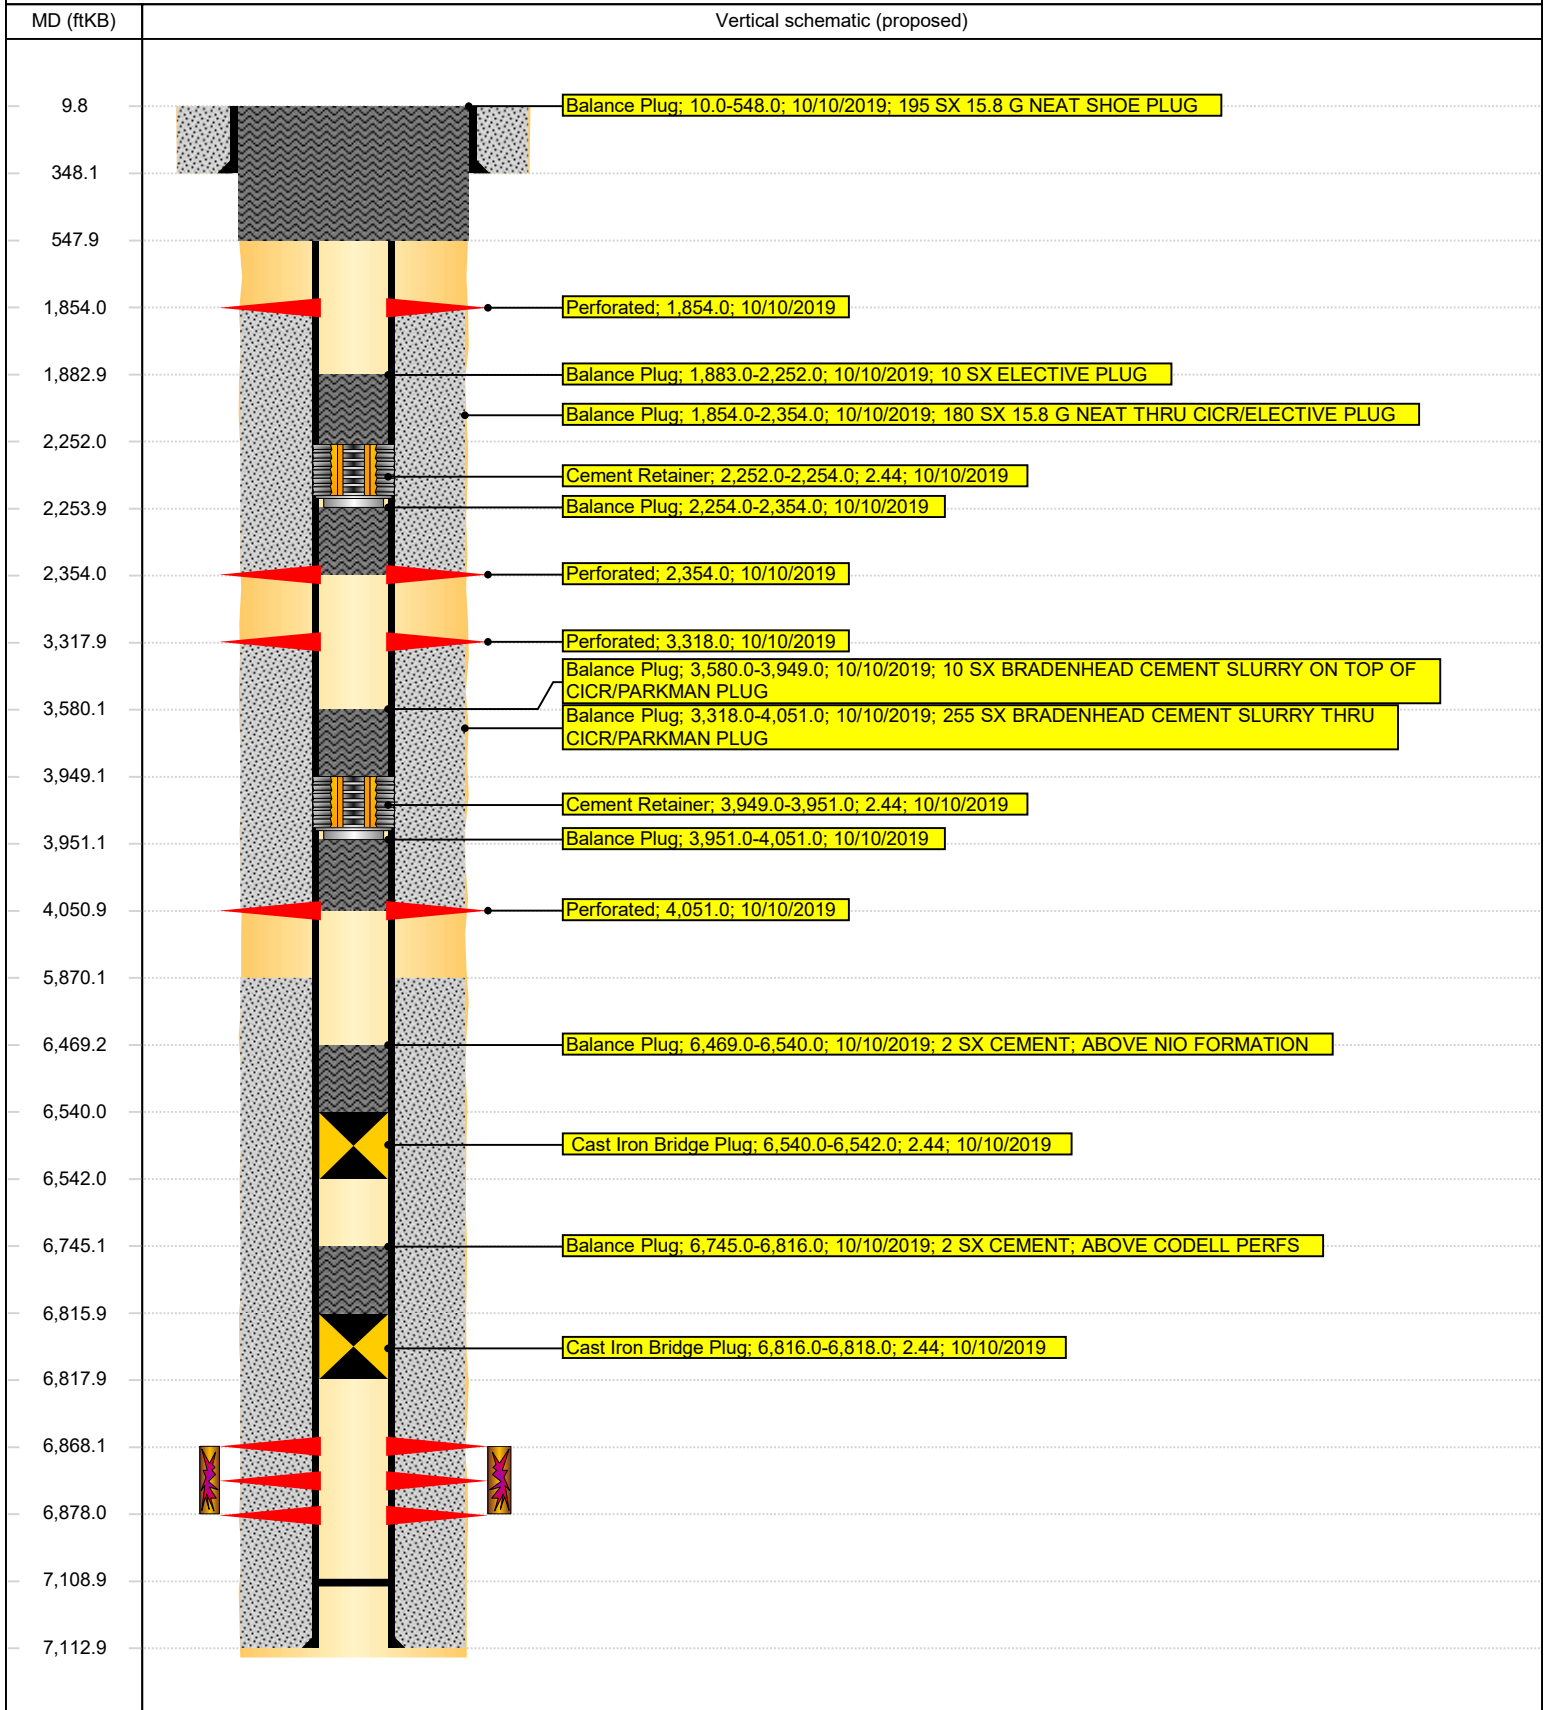 MD (ftKB)
Vertical schematic (proposed)
9.8
Balance Plug; 10.0-548.0; 10/10/2019; 195 SX 15.8 G NEAT SHOE PLUG
348.1
547.9
1,854.0
Perforated; 1,854.0; 10/10/2019
1,882.9
Balance Plug; 1,883.0-2,252.0; 10/10/2019; 10 SX ELECTIVE PLUG
Balance Plug; 1,854.0-2,354.0; 10/10/2019; 180 SX 15.8 G NEAT THRU CICR/ELECTIVE PLUG
2,252.0
Cement Retainer; 2,252.0-2,254.0; 2.44; 10/10/2019
2,253.9
Balance Plug; 2,254.0-2,354.0; 10/10/2019
2,354.0
Perforated; 2,354.0; 10/10/2019
3,317.9
Perforated; 3,318.0; 10/10/2019
Balance Plug; 3,580.0-3,949.0; 10/10/2019; 10 SX BRADENHEAD CEMENT SLURRY ON TOP OF
CICR/PARKMAN PLUG
3,580.1
Balance Plug; 3,318.0-4,051.0; 10/10/2019; 255 SX BRADENHEAD CEMENT SLURRY THRU
CICR/PARKMAN PLUG
3,949.1
Cement Retainer; 3,949.0-3,951.0; 2.44; 10/10/2019
3,951.1
Balance Plug; 3,951.0-4,051.0; 10/10/2019
4,050.9
Perforated; 4,051.0; 10/10/2019
5,870.1
6,469.2
Balance Plug; 6,469.0-6,540.0; 10/10/2019; 2 SX CEMENT; ABOVE NIO FORMATION
6,540.0
Cast Iron Bridge Plug; 6,540.0-6,542.0; 2.44; 10/10/2019
6,542.0
6,745.1
Balance Plug; 6,745.0-6,816.0; 10/10/2019; 2 SX CEMENT; ABOVE CODELL PERFS
6,815.9
Cast Iron Bridge Plug; 6,816.0-6,818.0; 2.44; 10/10/2019
6,817.9
6,868.1
6,878.0
7,108.9
7,112.9